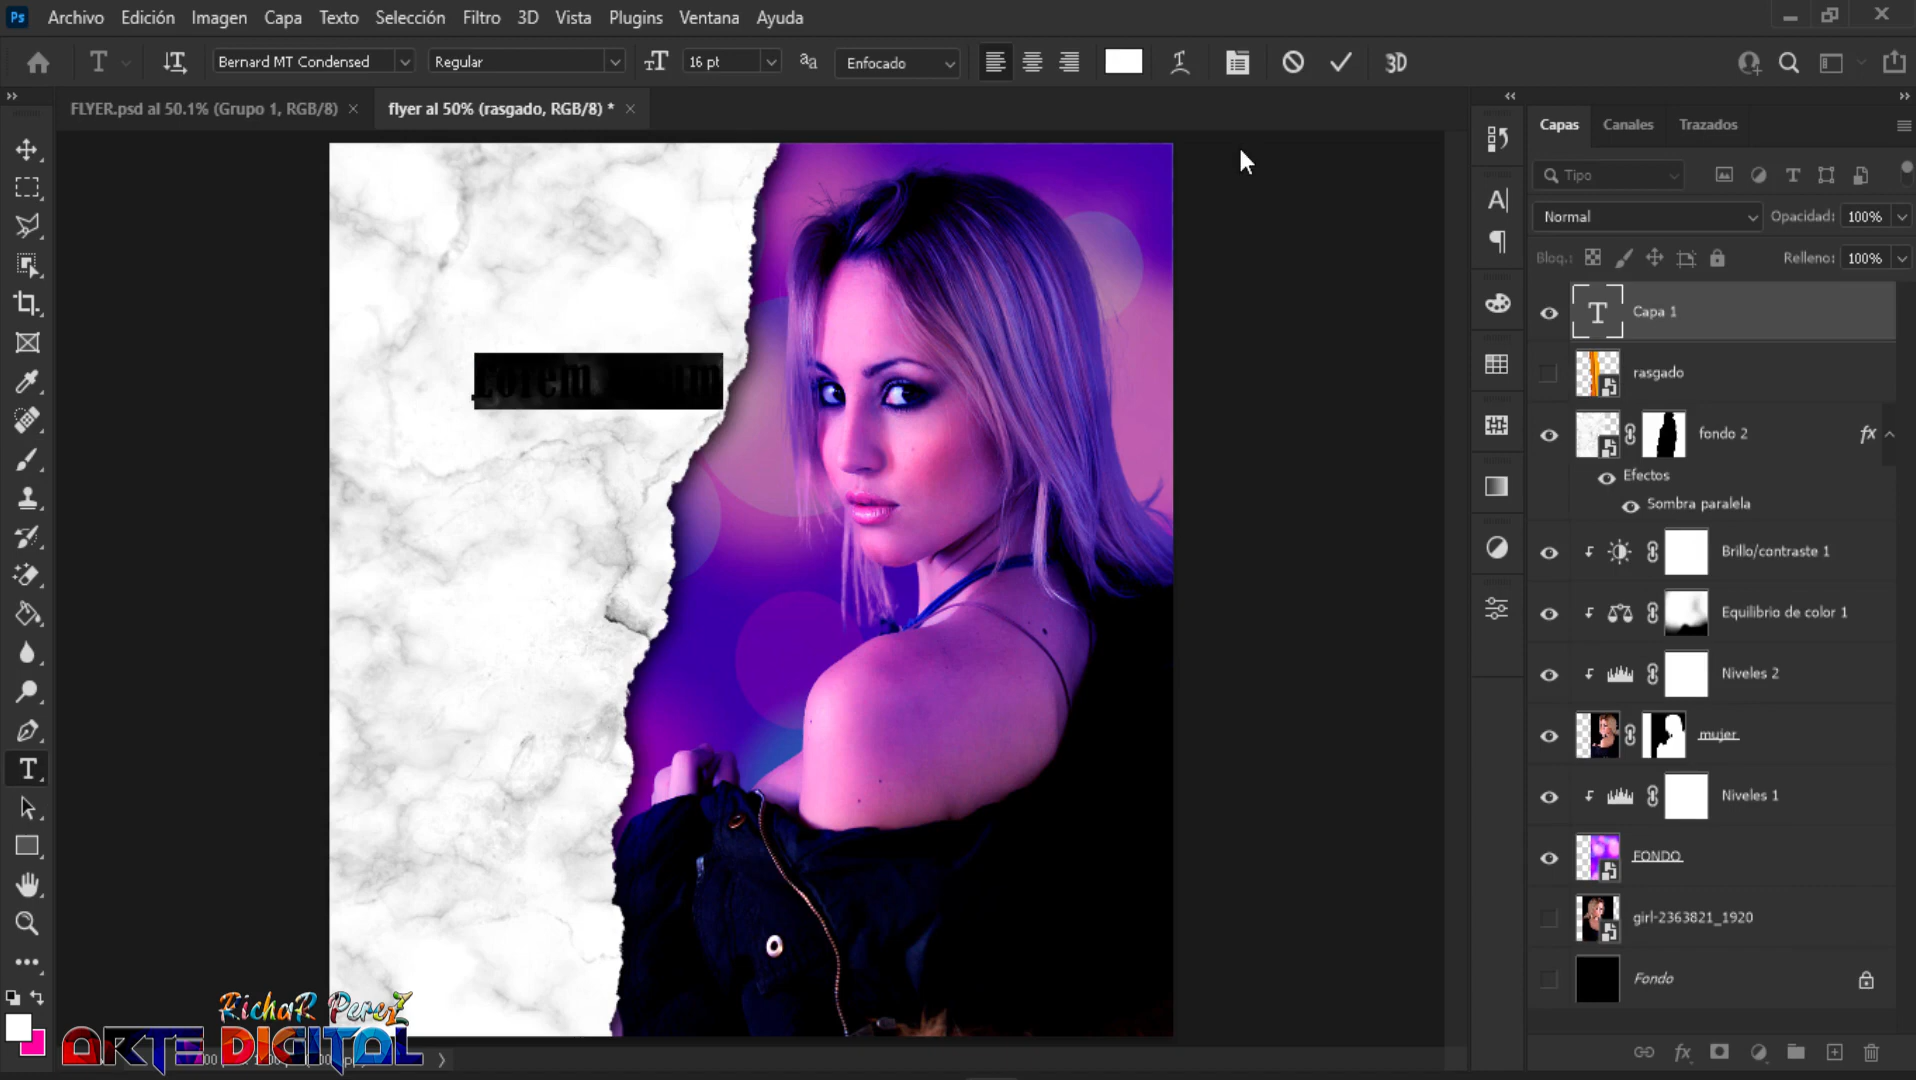 Ps Archivo Edición Imagen Capa Texto Selección Filtro 3D Vista Plugins Ventana Ayuda
T Bernard MT Condensed Regular 16 pt aa Enfocado 3D
FLYER.psd al 50.1% (Grupo 1, RGB/8) × flyer al 50% (rasgado, RGB/8) * ×
Capas Canales Trazados
Tipo
Normal Opacidad: 100%
Bloq.: Relleno: 100%
Capa 1
rasgado
Lorem
fondo 2 fx
Efectos
Sombra paralela
Brillo/contraste 1
Equilibrio de color 1
Niveles 2
mujer
Niveles 1
FONDO
girl-2363821_1920
Fondo
RichaR PereZ
ARTE DIGITAL